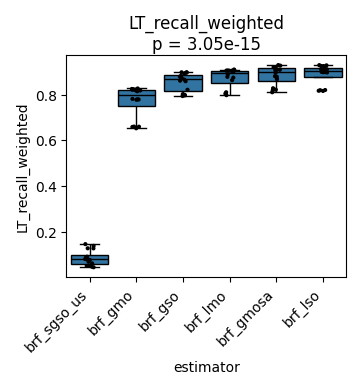 LT_recall_weighted
p = 3.05e-15
LT_recall_weighted
0.8
0.6
0.4
0.2
brf_sgso_us
brf_gmo
brf_gso
brf_lmo
brf_gmosa
brf_lso
estimator